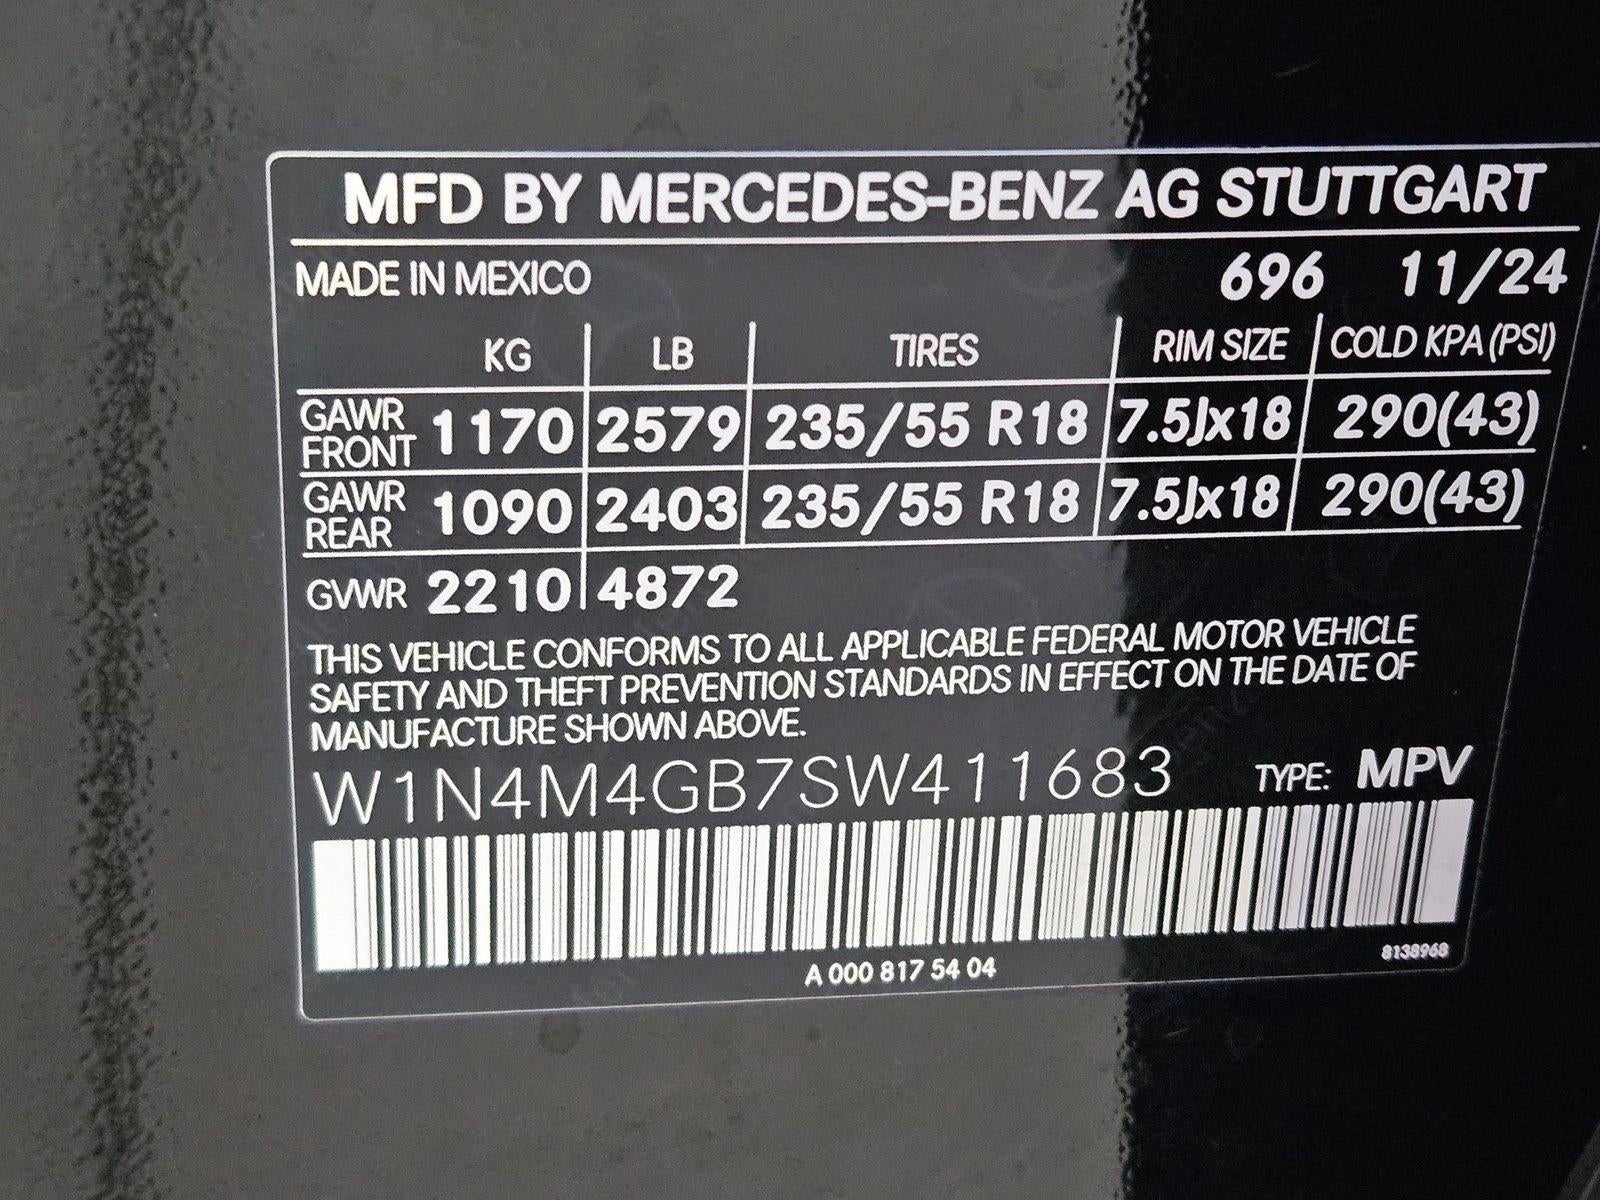 MFD BY MERCEDES-BENZ AG STUTTGART
MADE IN MEXICO 696 11/24
KG LB TIRES RIM SIZE COLD KPA (PSI)
GAWR FRONT 1170 2579 235/55 R18 7.5Jx18 290(43)
GAWR REAR 1090 2403 235/55 R18 7.5Jx18 290(43)
GVWR 2210 4872
THIS VEHICLE CONFORMS TO ALL APPLICABLE FEDERAL MOTOR VEHICLE
SAFETY AND THEFT PREVENTION STANDARDS IN EFFECT ON THE DATE OF
MANUFACTURE SHOWN ABOVE.
W1N4M4GB7SW411683 TYPE: MPV
A 000 817 54 04
8138968